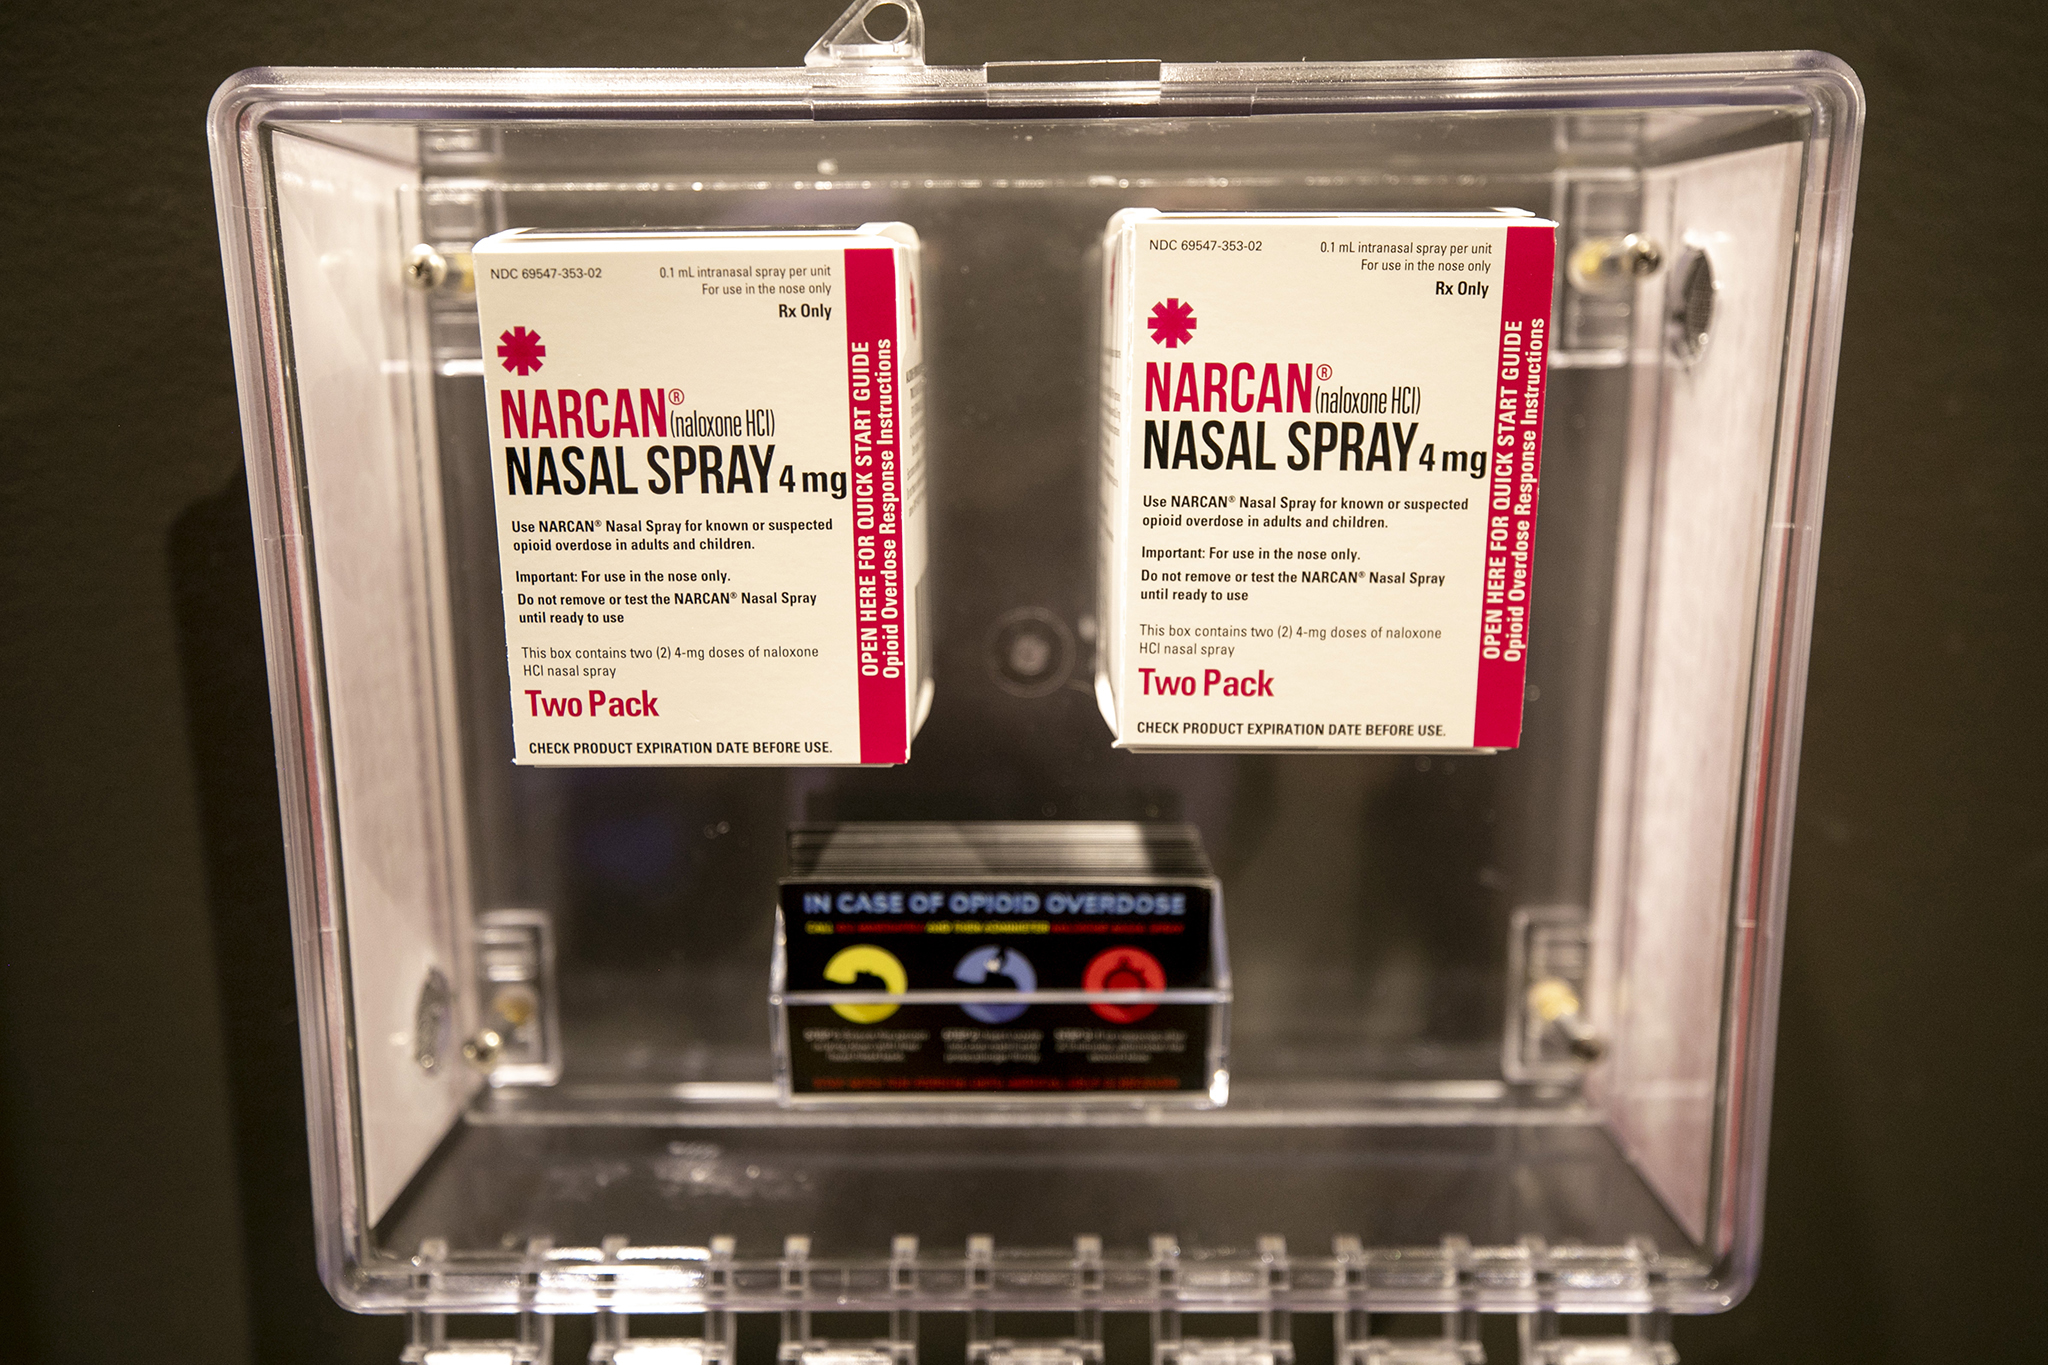 NDC 69547-353-02
0.1 mL intranasal spray per unit
For use in the nose only
Rx Only
NARCAN® (naloxone HCl)
NASAL SPRAY 4 mg
Use NARCAN® Nasal Spray for known or suspected
opioid overdose in adults and children.
Important: For use in the nose only.
Do not remove or test the NARCAN® Nasal Spray
until ready to use
This box contains two (2) 4-mg doses of naloxone
HCl nasal spray
Two Pack
CHECK PRODUCT EXPIRATION DATE BEFORE USE.
OPEN HERE FOR QUICK START GUIDE
Opioid Overdose Response Instructions
NDC 69547-353-02
0.1 mL intranasal spray per unit
For use in the nose only
Rx Only
NARCAN® (naloxone HCl)
NASAL SPRAY 4 mg
Use NARCAN® Nasal Spray for known or suspected
opioid overdose in adults and children.
Important: For use in the nose only.
Do not remove or test the NARCAN® Nasal Spray
until ready to use
This box contains two (2) 4-mg doses of naloxone
HCl nasal spray
Two Pack
CHECK PRODUCT EXPIRATION DATE BEFORE USE.
OPEN HERE FOR QUICK START GUIDE
Opioid Overdose Response Instructions
IN CASE OF OPIOID OVERDOSE